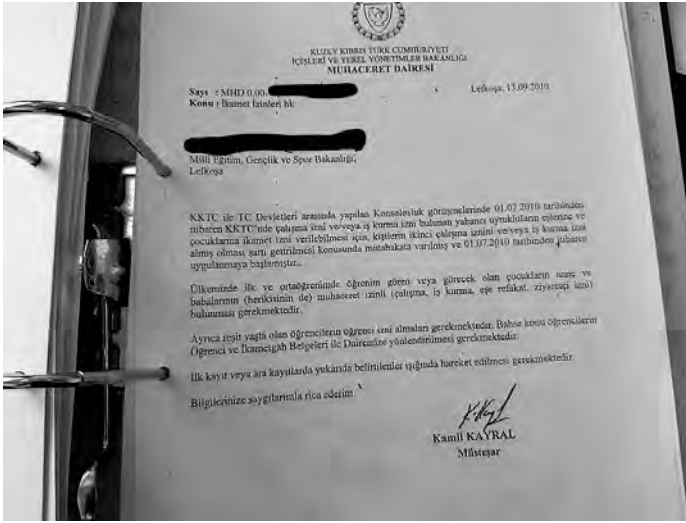 KUZEY KIBRIS TÜRK CUMHURİYETİ
İÇİŞLERİ VE YEREL YÖNETİMLER BAKANLIĞI
MUHACERET DAİRESİ
Sayı : MHD 0.00-
Lefkoşa, 13.09.2010
Konu : İkamet İzinleri hk
Milli Eğitim, Gençlik ve Spor Bakanlığı,
Lefkoşa
KKTC ile TC Devletleri arasında yapılan Konsolosluk görüşmelerinde 01.07.2010 tarihinden
itibaren KKTC'nde çalışma izni ve/veya iş kurma izni bulunan yabancı uyrukluların eşlerine ve
çocuklarına ikamet izni verilebilmesi için, kişilerin ikinci çalışma iznini ve/veya iş kurma izni
almış olması şartı getirilmesi konusunda mutabakata varılmış ve 01.07.2010 tarihinden itibaren
uygulanmaya başlamıştır..
Ülkemizde ilk ve ortaöğrenimde öğrenim gören veya görecek olan çocukların anne ve
babalarının (herikisinin de) muhaceret izinli (çalışma, iş kurma, eşe refakat, ziyaretçi izni)
bulunması gerekmektedir.
Ayrıca reşit yaşta olan öğrencilerin öğrenci izni almaları gerekmektedir. Bahse konu öğrencilerin
Öğrenci ve İkametgah Belgeleri ile Dairemize yönlendirilmesi gerekmektedir.
İlk kayıt veya ara kayıtlarda yukarıda belirtilenler ışığında hareket edilmesi gerekmektedir.
Bilgilerinize saygılarımla rica ederim.
Kamil KAYRAL
Müsteşar